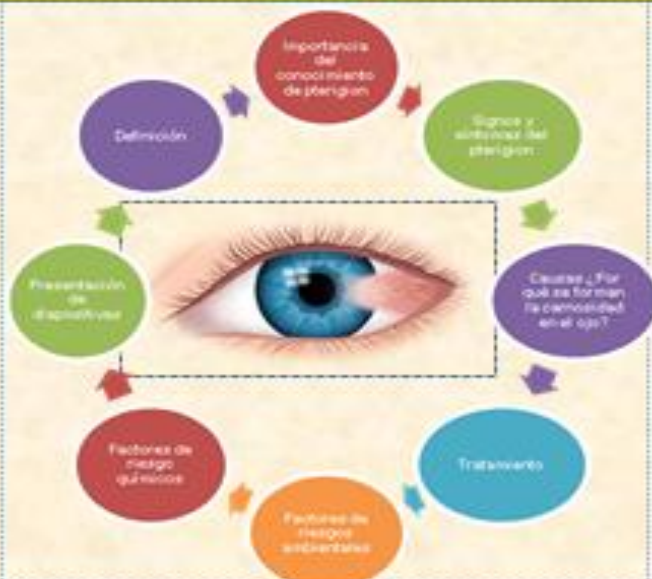 Importancia
del
conocimiento
de pterigion
Signos y
síntomas del
pterigion
Causas ¿Por
qué se forman
la carnosidad
en el ojo?
Tratamiento
Factores de
riesgos
ambientales
Factores de
riesgo
químicos
Presentación
de
diapositivas
Definición